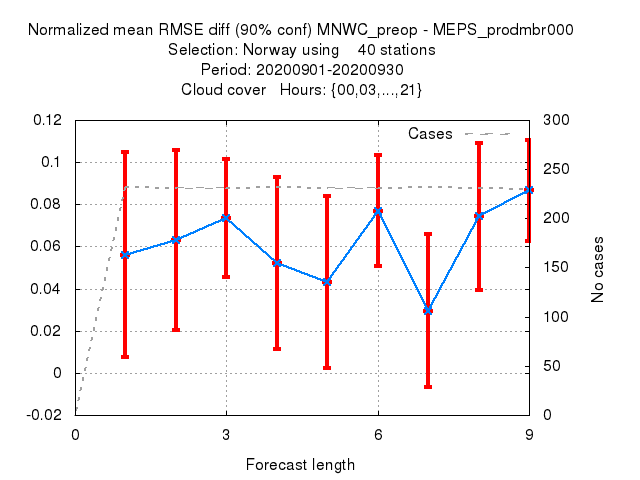 Normalized mean RMSE diff (90% conf) MNWC_preop - MEPS_prodmbr000
Selection: Norway using 40 stations
Period: 20200901-20200930
Cloud cover Hours: {00,03,...,21}
Cases
0.12
0.1
0.08
0.06
0.04
0.02
0
-0.02
300
250
200
150
100
50
0
No cases
0 3 6 9
Forecast length